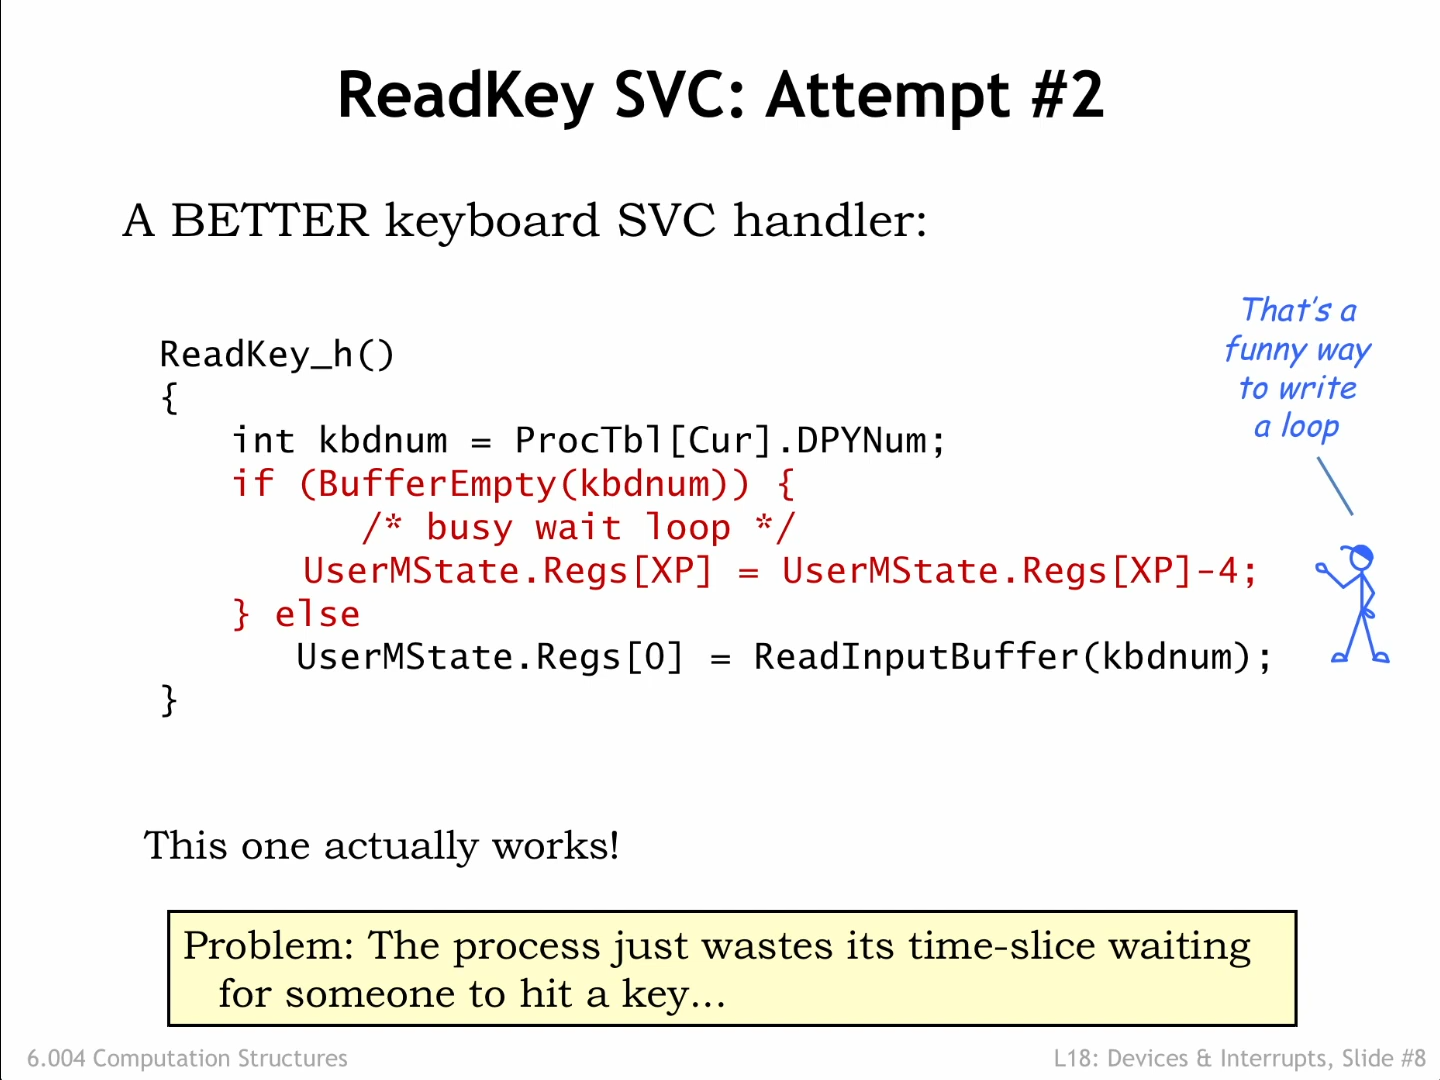 ReadKey SVC: Attempt #2
A BETTER keyboard SVC handler:
That's a
funny way
to write
a loop
ReadKey_h()
{
int kbdnum = ProcTbl[Cur].DPYNum;
if (BufferEmpty(kbdnum)) {
/* busy wait loop */
UserMState.Regs[XP] = UserMState.Regs[XP]-4;
} else
UserMState.Regs[0] = ReadInputBuffer(kbdnum);
}
This one actually works!
Problem: The process just wastes its time-slice waiting
for someone to hit a key...
6.004 Computation Structures
L18: Devices & Interrupts, Slide #8